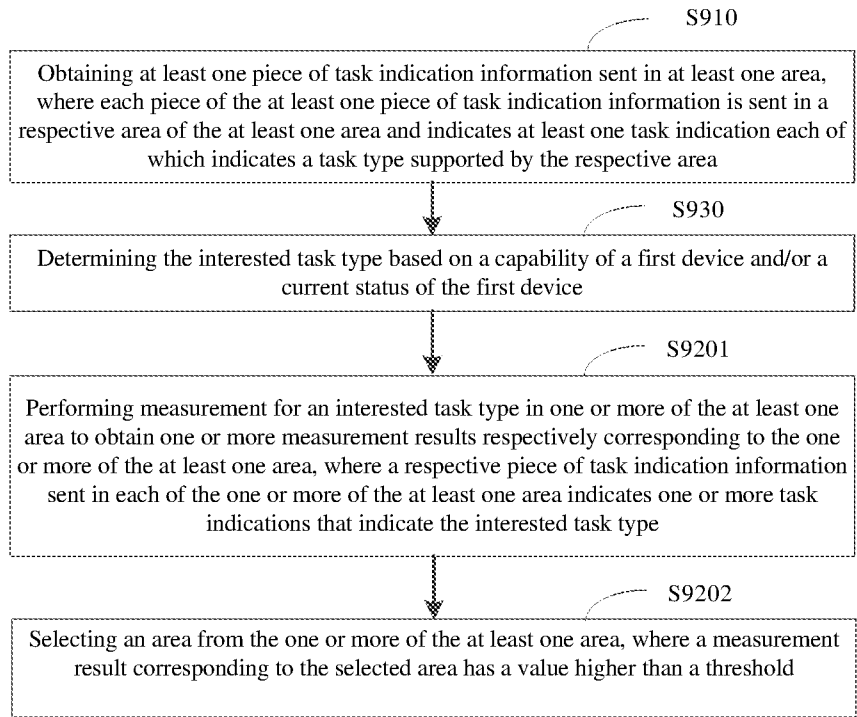 S910
Obtaining at least one piece of task indication information sent in at least one area,
where each piece of the at least one piece of task indication information is sent in a
respective area of the at least one area and indicates at least one task indication each of
which indicates a task type supported by the respective area
S930
Determining the interested task type based on a capability of a first device and/or a
current status of the first device
S9201
Performing measurement for an interested task type in one or more of the at least one
area to obtain one or more measurement results respectively corresponding to the one
or more of the at least one area, where a respective piece of task indication information
sent in each of the one or more of the at least one area indicates one or more task
indications that indicate the interested task type
S9202
Selecting an area from the one or more of the at least one area, where a measurement
result corresponding to the selected area has a value higher than a threshold